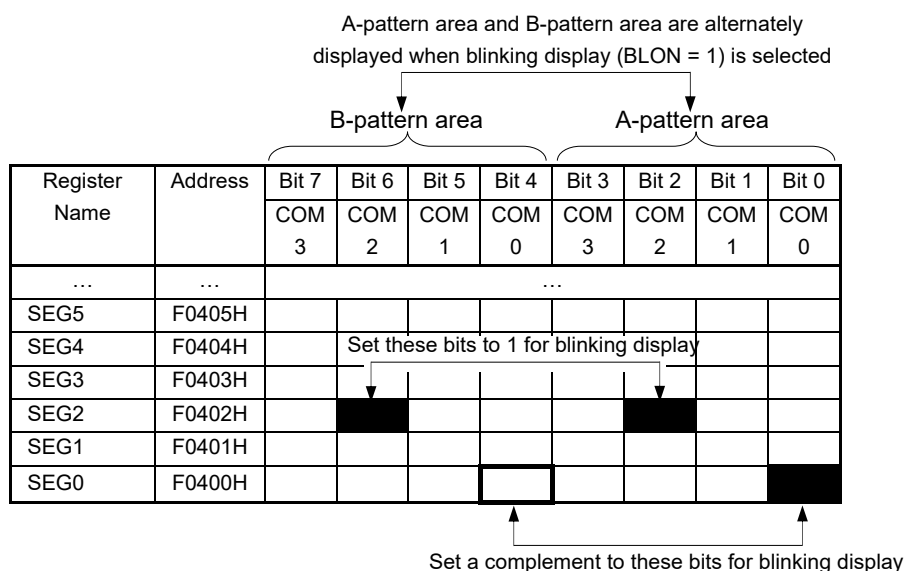 A-pattern area and B-pattern area are alternately
displayed when blinking display (BLON = 1) is selected
B-pattern area A-pattern area
Register Name Address Bit 7 Bit 6 Bit 5 Bit 4 Bit 3 Bit 2 Bit 1 Bit 0
COM 3 COM 2 COM 1 COM 0 COM 3 COM 2 COM 1 COM 0
… … …
SEG5 F0405H
SEG4 F0404H Set these bits to 1 for blinking display
SEG3 F0403H
SEG2 F0402H
SEG1 F0401H
SEG0 F0400H
Set a complement to these bits for blinking display